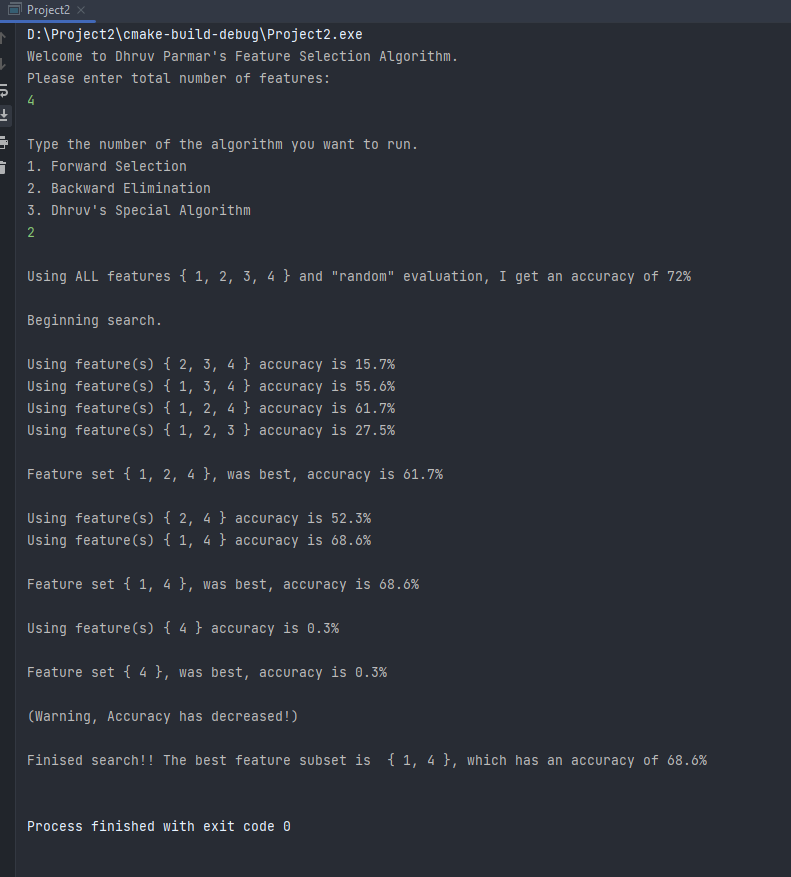 Project2
D:\Project2\cmake-build-debug\Project2.exe
Welcome to Dhruv Parmar's Feature Selection Algorithm.
Please enter total number of features:
4
Type the number of the algorithm you want to run.
1. Forward Selection
2. Backward Elimination
3. Dhruv's Special Algorithm
2
Using ALL features { 1, 2, 3, 4 } and "random" evaluation, I get an accuracy of 72%
Beginning search.
Using feature(s) { 2, 3, 4 } accuracy is 15.7%
Using feature(s) { 1, 3, 4 } accuracy is 55.6%
Using feature(s) { 1, 2, 4 } accuracy is 61.7%
Using feature(s) { 1, 2, 3 } accuracy is 27.5%
Feature set { 1, 2, 4 }, was best, accuracy is 61.7%
Using feature(s) { 2, 4 } accuracy is 52.3%
Using feature(s) { 1, 4 } accuracy is 68.6%
Feature set { 1, 4 }, was best, accuracy is 68.6%
Using feature(s) { 4 } accuracy is 0.3%
Feature set { 4 }, was best, accuracy is 0.3%
(Warning, Accuracy has decreased!)
Finised search!! The best feature subset is  { 1, 4 }, which has an accuracy of 68.6%
Process finished with exit code 0